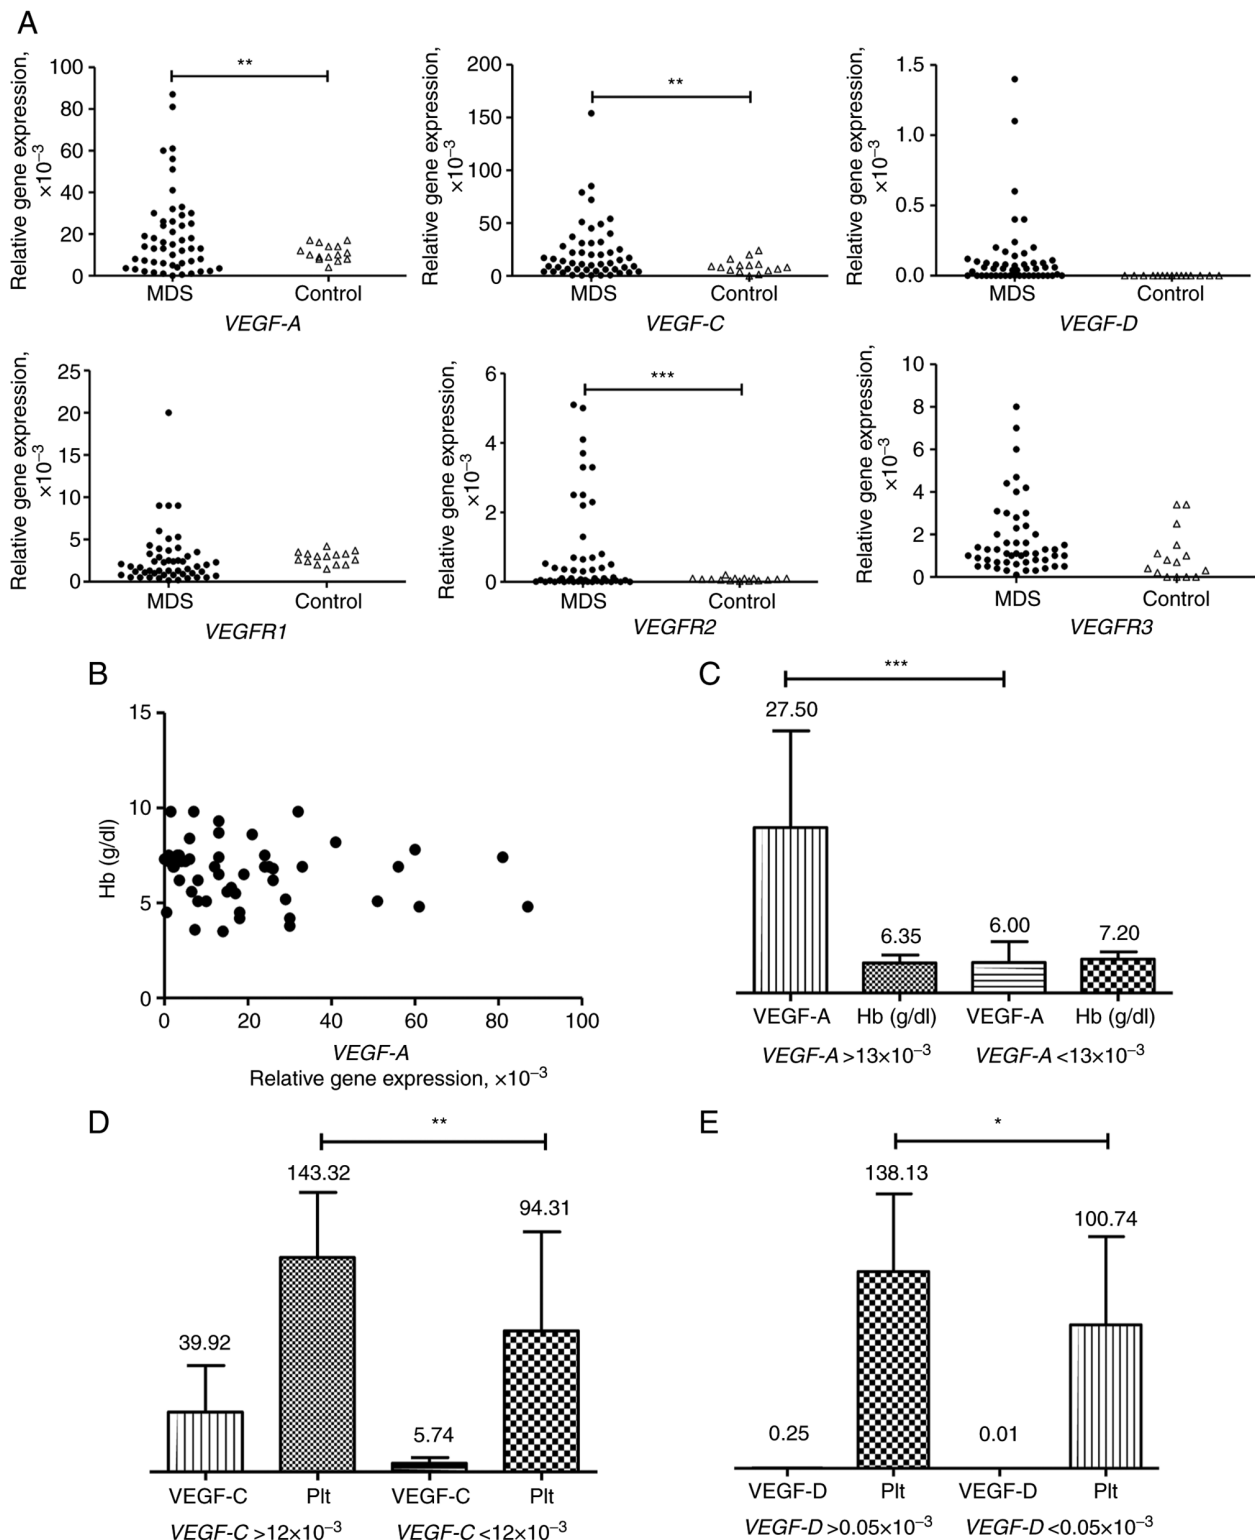 A
Relative gene expression,
×10–3
100
80
60
40
20
0
**
MDS
Control
VEGF-A
Relative gene expression,
×10–3
200
150
100
50
0
**
MDS
Control
VEGF-C
Relative gene expression,
×10–3
1.5
1.0
0.5
0.0
MDS
Control
VEGF-D
Relative gene expression,
×10–3
25
20
15
10
5
0
MDS
Control
VEGFR1
Relative gene expression,
×10–3
6
4
2
0
***
MDS
Control
VEGFR2
Relative gene expression,
×10–3
10
8
6
4
2
0
MDS
Control
VEGFR3
B
Hb (g/dl)
15
10
5
0
0 20 40 60 80 100
VEGF-A
Relative gene expression, ×10–3
C
***
27.50
6.35
6.00
7.20
VEGF-A Hb (g/dl) VEGF-A Hb (g/dl)
VEGF-A >13×10–3 VEGF-A <13×10–3
D
**
143.32
94.31
39.92
5.74
VEGF-C Plt VEGF-C Plt
VEGF-C >12×10–3 VEGF-C <12×10–3
E
*
138.13
100.74
0.25
0.01
VEGF-D Plt VEGF-D Plt
VEGF-D >0.05×10–3 VEGF-D <0.05×10–3